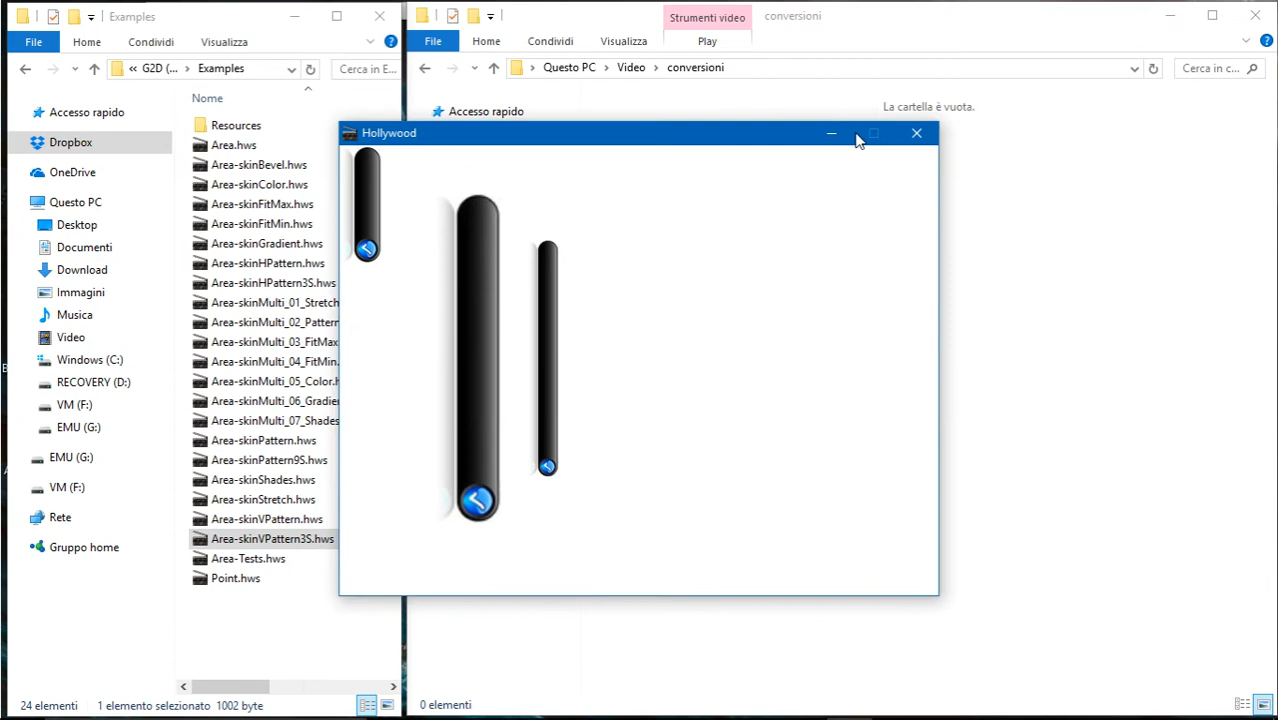 Examples
File Home Condividi Visualizza
« G2D (... › Examples
Cerca in E...
Accesso rapido
Dropbox
OneDrive
Questo PC
Desktop
Documenti
Download
Immagini
Musica
Video
Windows (C:)
RECOVERY (D:)
VM (F:)
EMU (G:)
EMU (G:)
VM (F:)
Rete
Gruppo home
Nome
Resources
Area.hws
Area-skinBevel.hws
Area-skinColor.hws
Area-skinFitMax.hws
Area-skinFitMin.hws
Area-skinGradient.hws
Area-skinHPattern.hws
Area-skinHPattern3S.hws
Area-skinMulti_01_Stretch
Area-skinMulti_02_Pattern
Area-skinMulti_03_FitMax
Area-skinMulti_04_FitMin.
Area-skinMulti_05_Color.h
Area-skinMulti_06_Gradie
Area-skinMulti_07_Shades
Area-skinPattern.hws
Area-skinPattern9S.hws
Area-skinShades.hws
Area-skinStretch.hws
Area-skinVPattern.hws
Area-skinVPattern3S.hws
Area-Tests.hws
Point.hws
24 elementi 1 elemento selezionato 1002 byte
Strumenti video conversioni
File Home Condividi Visualizza Play
Questo PC › Video › conversioni
Cerca in c...
Accesso rapido
La cartella è vuota.
Hollywood
0 elementi